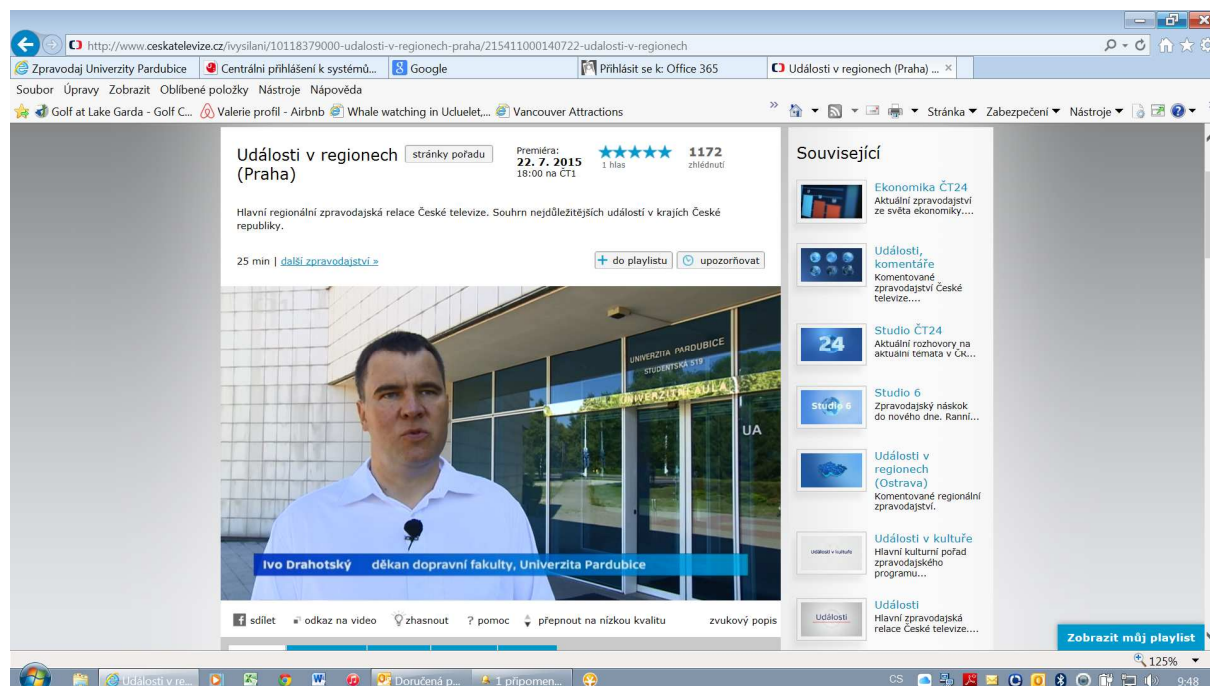 http://www.ceskatelevize.cz/ivysilani/10118379000-udalosti-v-regionech-praha/215411000140722-udalosti-v-regionech
Zpravodaj Univerzity Pardubice
Centrální přihlášení k systémů...
Google
Přihlásit se k: Office 365
Události v regionech (Praha) ...
Soubor Úpravy Zobrazit Oblíbené položky Nástroje Nápověda
Golf at Lake Garda - Golf C...
Valerie profil - Airbnb
Whale watching in Ucluelet,...
Vancouver Attractions
Stránka Zabezpečení Nástroje
Události v regionech
(Praha)
stránky pořadu
Premiéra:
22. 7. 2015
18:00 na ČT1
1 hlas
1172
zhlédnutí
Hlavní regionální zpravodajská relace České televize. Souhrn nejdůležitějších událostí v krajích České
republiky.
25 min | další zpravodajství »
do playlistu
upozorňovat
UNIVERZITA PARDUBICE
STUDENTSKÁ 519
UNIVERZITNÍ AULA
UA
Ivo Drahotský děkan dopravní fakulty, Univerzita Pardubice
sdílet
odkaz na video
zhasnout
? pomoc
přepnout na nízkou kvalitu
zvukový popis
Související
Ekonomika ČT24
Aktuální zpravodajství
ze světa ekonomiky....
Události,
komentáře
Komentované
zpravodajství České
televize....
24
Studio ČT24
Aktuální rozhovory na
aktuální témata v ČR...
Studio 6
Studio 6
Zpravodajský náskok
do nového dne. Ranní...
Události v
regionech
(Ostrava)
Komentované regionální
zpravodajství.
Události v kultuře
Události v kultuře
Hlavní kulturní pořad
zpravodajského
programu...
Události
Události
Hlavní zpravodajská
relace České televize....
Zobrazit můj playlist
125%
Události v re...
Doručená p...
1 připomen...
CS
9:48